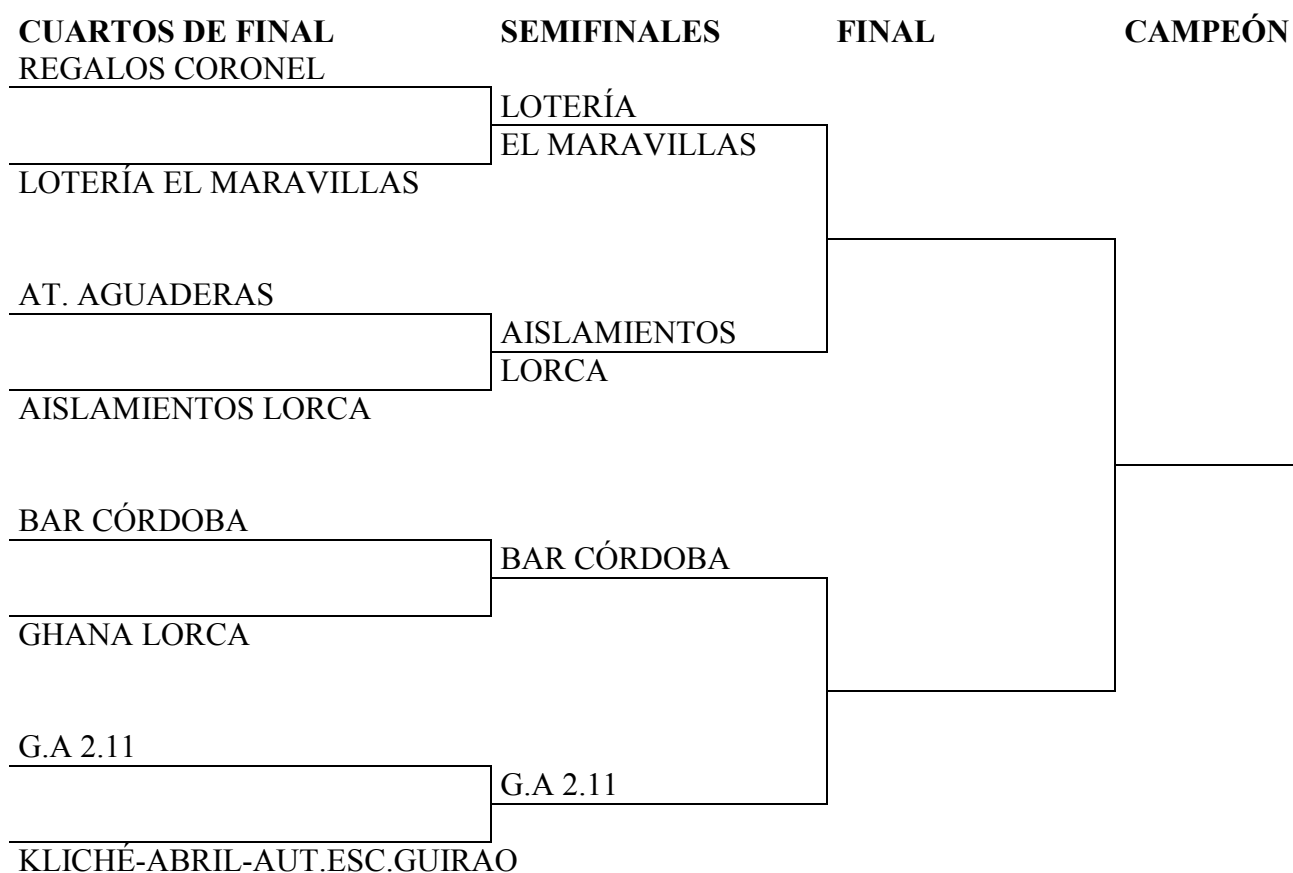 CUARTOS DE FINAL SEMIFINALES FINAL CAMPEÓN
REGALOS CORONEL
LOTERÍA
EL MARAVILLAS
LOTERÍA EL MARAVILLAS
AT. AGUADERAS
AISLAMIENTOS
LORCA
AISLAMIENTOS LORCA
BAR CÓRDOBA
BAR CÓRDOBA
GHANA LORCA
G.A 2.11
G.A 2.11
KLICHÉ-ABRIL-AUT.ESC.GUIRAO